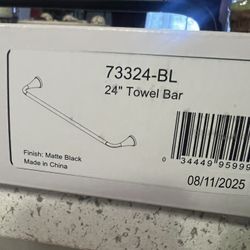 73324-BL
24" Towel Bar
Finish: Matte Black
Made in China
0 34449 95999
08/11/2025